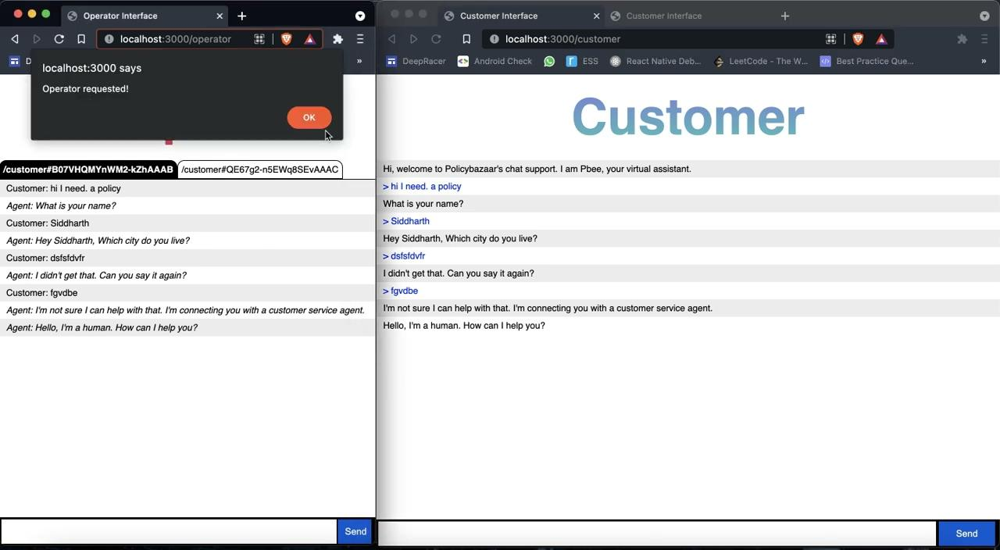 Operator Interface
localhost:3000/operator
D
»
localhost:3000 says
Operator requested!
OK
/customer#B07VHQMYnWM2-kZhAAAB
/customer#QE67g2-n5EWq8SEvAAAC
Customer: hi I need. a policy
Agent: What is your name?
Customer: Siddharth
Agent: Hey Siddharth, Which city do you live?
Customer: dsfsfdvfr
Agent: I didn't get that. Can you say it again?
Customer: fgvdbe
Agent: I'm not sure I can help with that. I'm connecting you with a customer service agent.
Agent: Hello, I'm a human. How can I help you?
Send
Customer Interface
Customer Interface
localhost:3000/customer
DeepRacer
Android Check
ESS
React Native Deb...
LeetCode - The W...
Best Practice Que...
»
Customer
Hi, welcome to Policybazaar's chat support. I am Pbee, your virtual assistant.
> hi I need. a policy
What is your name?
> Siddharth
Hey Siddharth, Which city do you live?
> dsfsfdvfr
I didn't get that. Can you say it again?
> fgvdbe
I'm not sure I can help with that. I'm connecting you with a customer service agent.
Hello, I'm a human. How can I help you?
Send